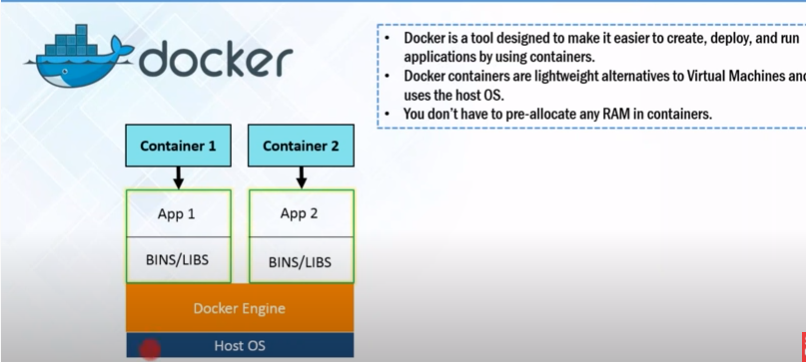 docker
• Docker is a tool designed to make it easier to create, deploy, and run
applications by using containers.
• Docker containers are lightweight alternatives to Virtual Machines and
uses the host OS.
• You don't have to pre-allocate any RAM in containers.
Container 1
Container 2
App 1
App 2
BINS/LIBS
BINS/LIBS
Docker Engine
Host OS